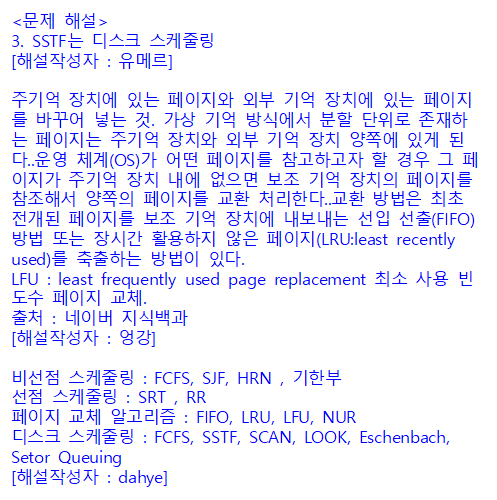 <문제 해설>
3. SSTF는 디스크 스케줄링
[해설작성자 : 유메르]

주기억 장치에 있는 페이지와 외부 기억 장치에 있는 페이지
를 바꾸어 넣는 것. 가상 기억 방식에서 분할 단위로 존재하
는 페이지는 주기억 장치와 외부 기억 장치 양쪽에 있게 된
다..운영 체계(OS)가 어떤 페이지를 참고하고자 할 경우 그 페
이지가 주기억 장치 내에 없으면 보조 기억 장치의 페이지를
참조해서 양쪽의 페이지를 교환 처리한다..교환 방법은 최초
전개된 페이지를 보조 기억 장치에 내보내는 선입 선출(FIFO)
방법 또는 장시간 활용하지 않은 페이지(LRU:least recently
used)를 축출하는 방법이 있다.
LFU : least frequently used page replacement 최소 사용 빈
도수 페이지 교체.
출처 : 네이버 지식백과
[해설작성자 : 엉강]

비선점 스케줄링 : FCFS, SJF, HRN , 기한부
선점 스케줄링 : SRT , RR
페이지 교체 알고리즘 : FIFO, LRU, LFU, NUR
디스크 스케줄링 : FCFS, SSTF, SCAN, LOOK, Eschenbach,
Setor Queuing
[해설작성자 : dahye]